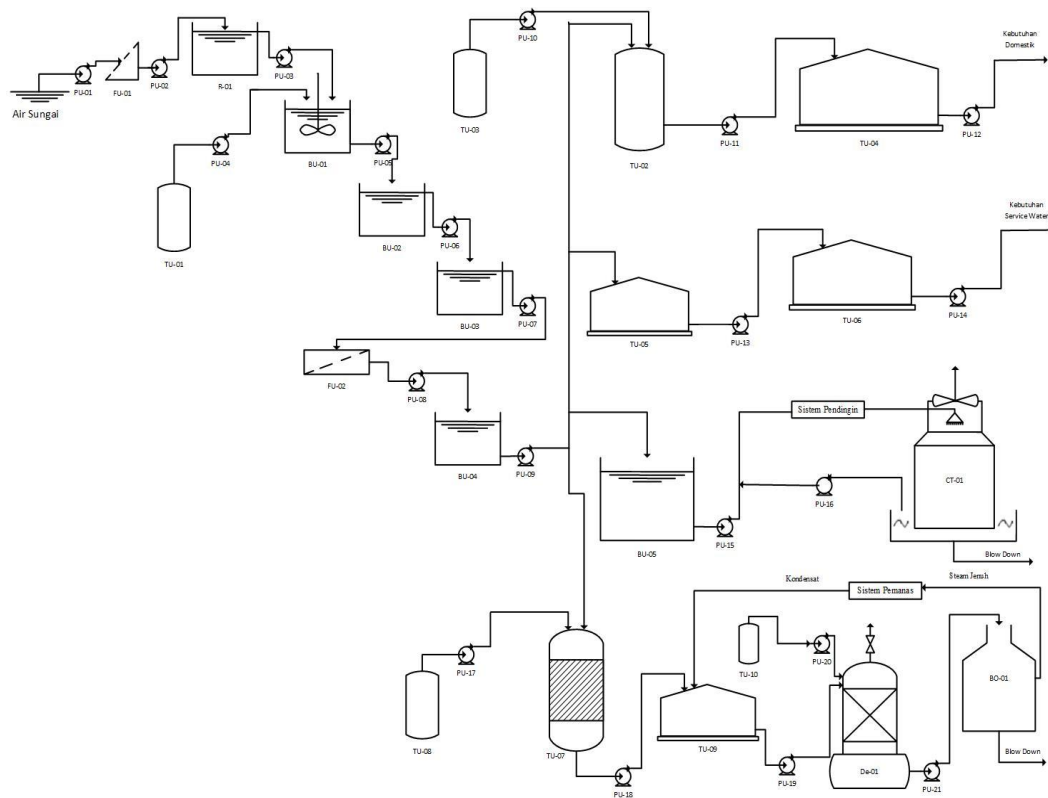 PU-10
Kebutuhan
Domestik
PU-01
FU-01
PU-02
R-01
PU-03
Air Sungai
TU-03
TU-02
PU-11
TU-04
PU-12
PU-04
BU-01
PU-05
TU-01
BU-02
PU-06
Kebutuhan
Service Water
BU-03
PU-07
TU-05
PU-13
TU-06
PU-14
FU-02
PU-08
BU-04
PU-09
Sistem Pendingin
CT-01
PU-16
BU-05
PU-15
Blow Down
Kondensat
Steam Jenuh
Sistem Pemanas
PU-17
TU-08
TU-07
PU-18
TU-09
TU-10
PU-20
PU-19
De-01
PU-21
BO-01
Blow Down